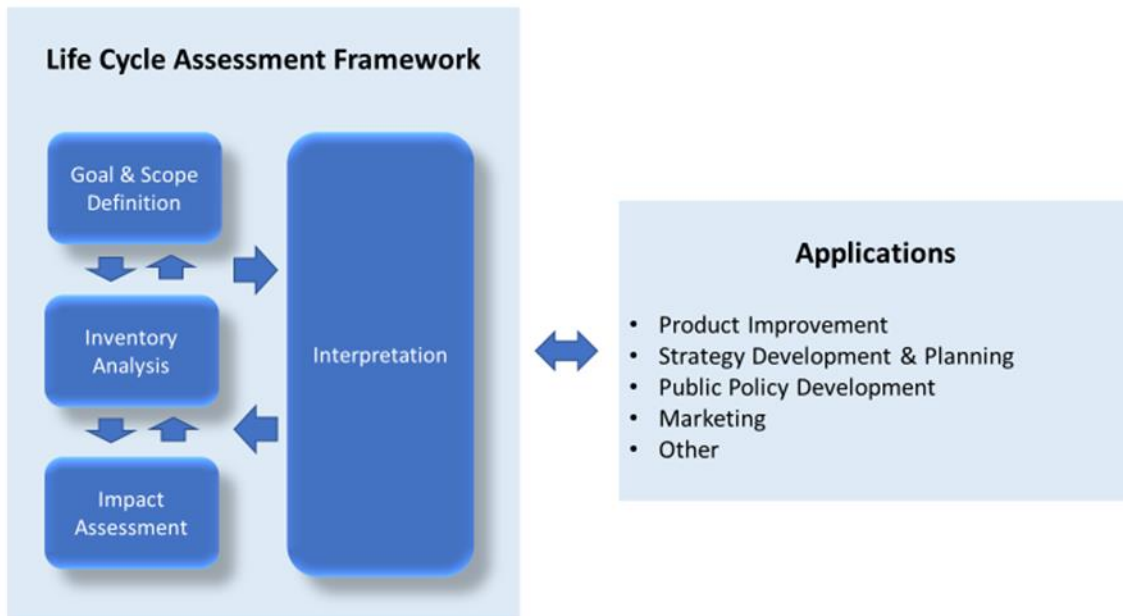 Life Cycle Assessment Framework
Goal & Scope
Definition
Inventory
Analysis
Impact
Assessment
Interpretation
Applications
• Product Improvement
• Strategy Development & Planning
• Public Policy Development
• Marketing
• Other